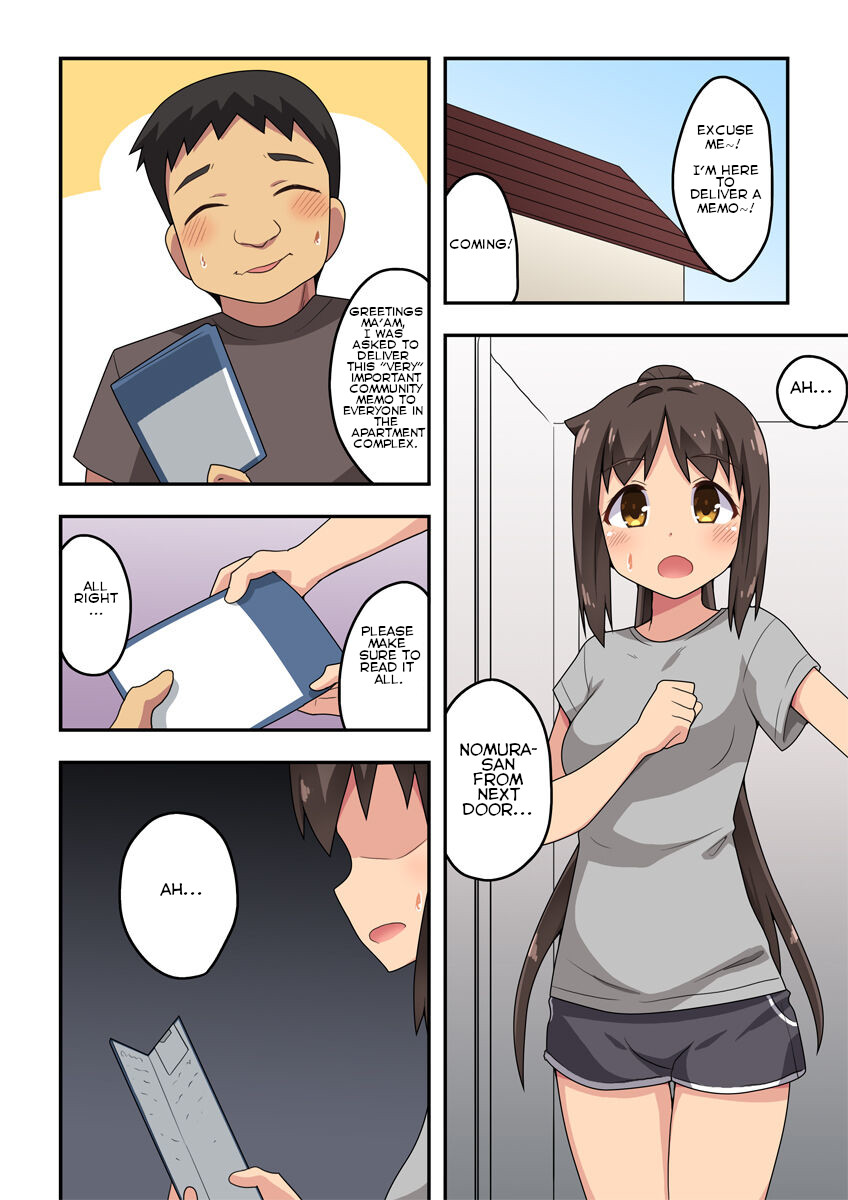 EXCUSE
ME~!
I'M HERE
TO
DELIVER A
MEMO~!
COMING!
AH...
NOMURA-
SAN
FROM
NEXT
DOOR...
GREETINGS
MA'AM,
I WAS
ASKED TO
DELIVER
THIS "VERY"
IMPORTANT
COMMUNITY
MEMO TO
EVERYONE IN
THE
APARTMENT
COMPLEX.
PLEASE
MAKE
SURE TO
READ IT
ALL.
ALL
RIGHT
...
AH...